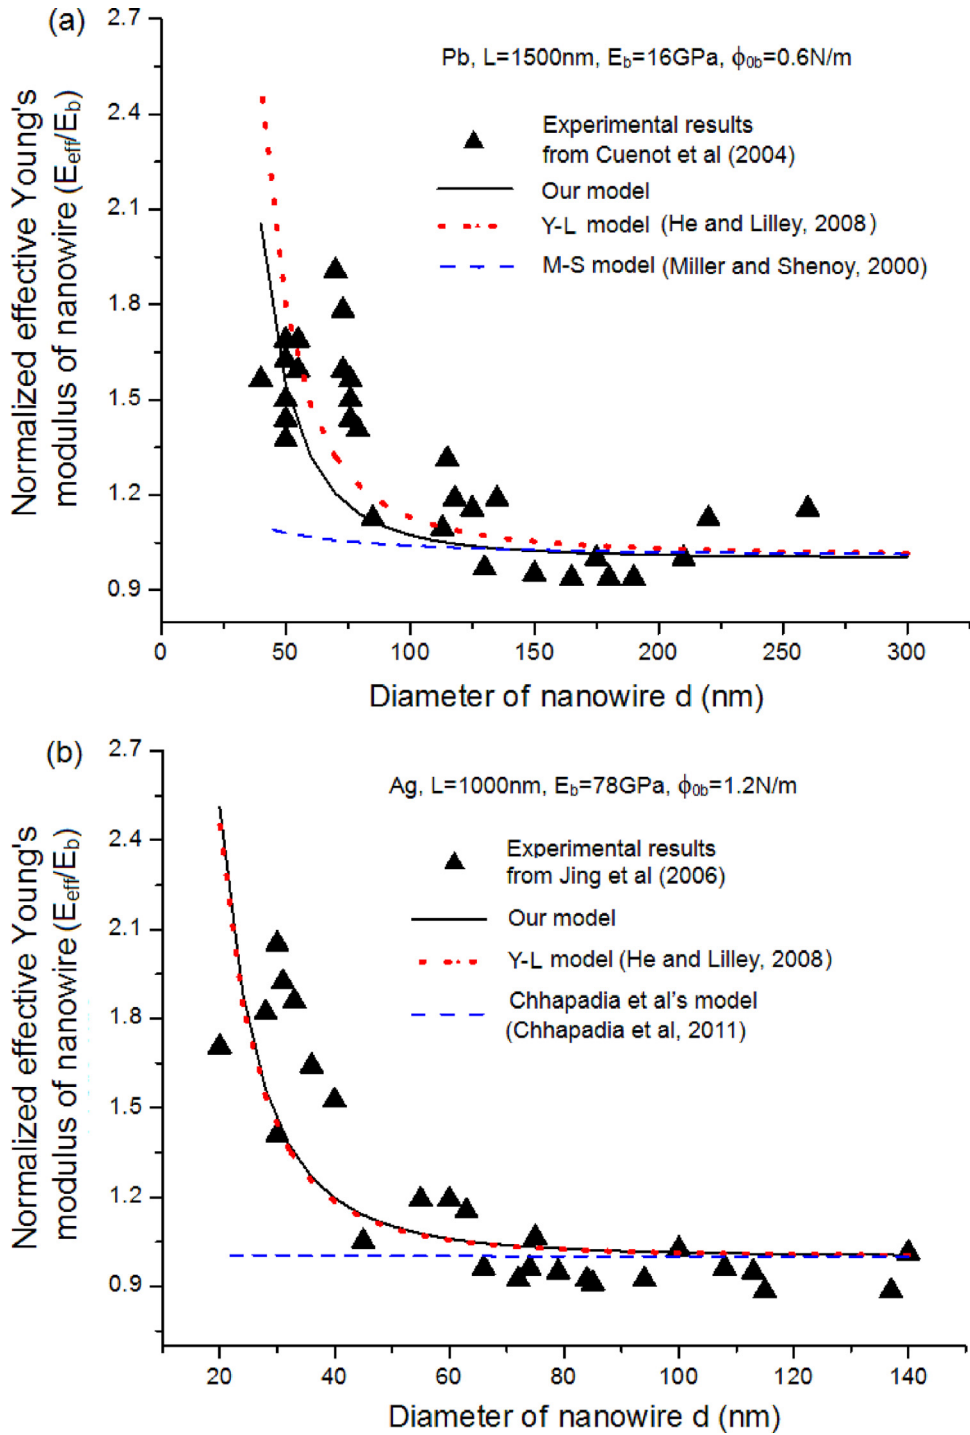 (a)
2.7
2.4
2.1
1.8
1.5
1.2
0.9
Normalized effective Young's
modulus of nanowire (E_eff/E_b)
Pb, L=1500nm, E_b=16GPa, ϕ_0b=0.6N/m
Experimental results
from Cuenot et al (2004)
Our model
Y-L model (He and Lilley, 2008)
M-S model (Miller and Shenoy, 2000)
0 50 100 150 200 250 300
Diameter of nanowire d (nm)
(b)
2.7
2.4
2.1
1.8
1.5
1.2
0.9
Normalized effective Young's
modulus of nanowire (E_eff/E_b)
Ag, L=1000nm, E_b=78GPa, ϕ_0b=1.2N/m
Experimental results
from Jing et al (2006)
Our model
Y-L model (He and Lilley, 2008)
Chhapadia et al's model
(Chhapadia et al, 2011)
20 40 60 80 100 120 140
Diameter of nanowire d (nm)